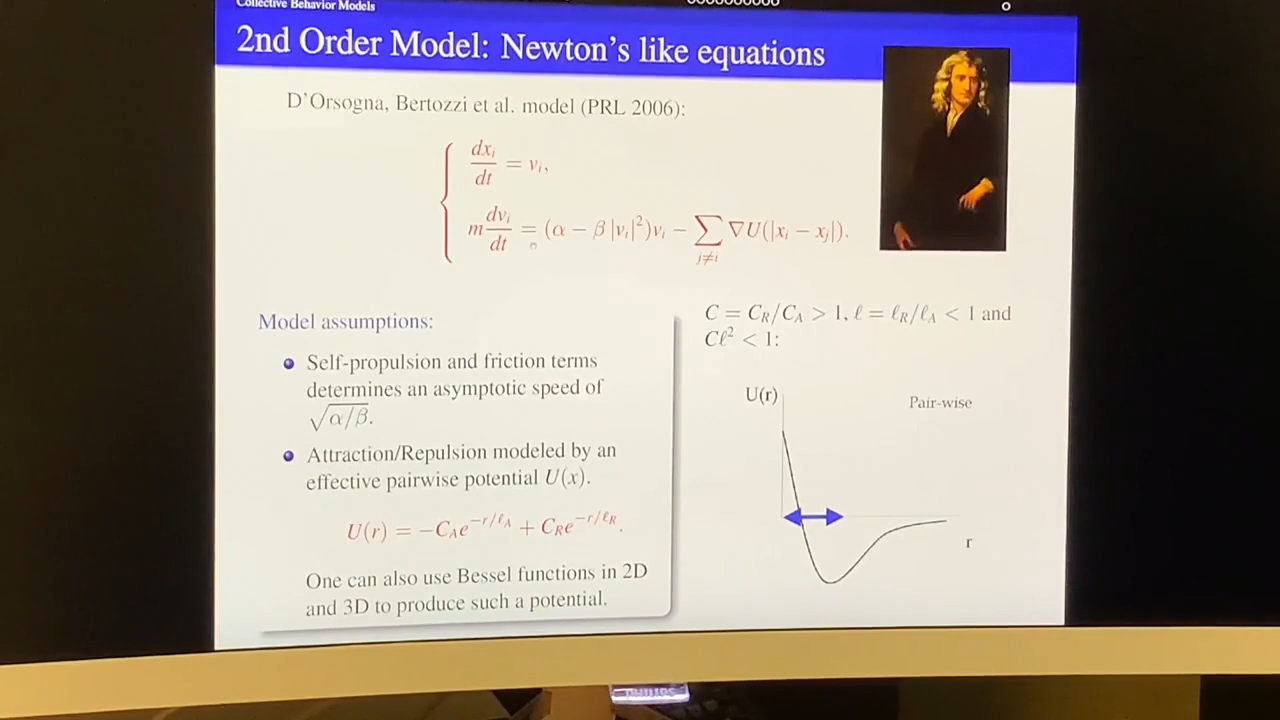 Collective Behavior Models
2nd Order Model: Newton's like equations
D'Orsogna, Bertozzi et al. model (PRL 2006):
dx_i/dt = v_i,
m dv_i/dt = (α − β |v_i|²)v_i − ∑_{j≠i} ∇U(|x_i − x_j|).
Model assumptions:
Self-propulsion and friction terms
determines an asymptotic speed of
√α/β.
Attraction/Repulsion modeled by an
effective pairwise potential U(x).
U(r) = −C_A e^{−r/ℓ_A} + C_R e^{−r/ℓ_R}.
One can also use Bessel functions in 2D
and 3D to produce such a potential.
C = C_R/C_A > 1, ℓ = ℓ_R/ℓ_A < 1 and
Cℓ² < 1:
U(r)
Pair-wise
r
PHILIPS